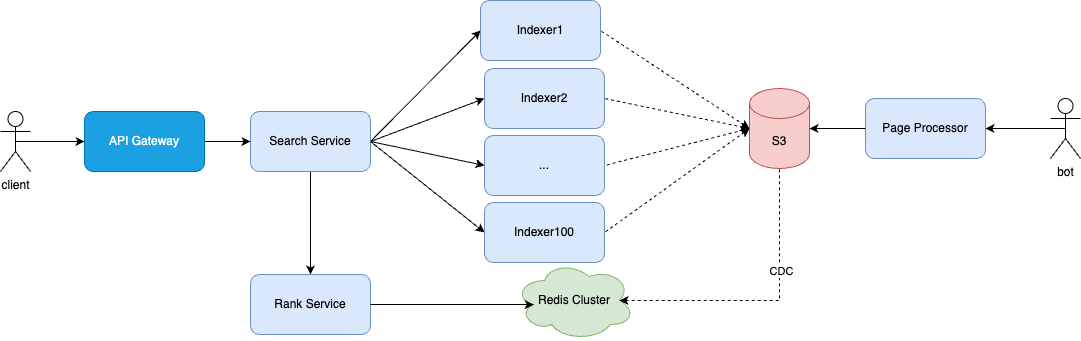 Indexer1
Indexer2
client
API Gateway
Search Service
...
S3
Page Processor
bot
Indexer100
CDC
Rank Service
Redis Cluster